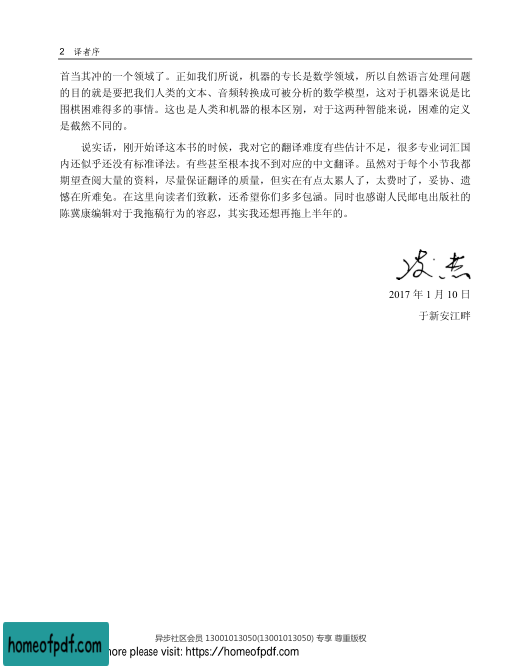 2 译者序
首当其冲的一个领域了。正如我们所说，机器的专长是数学领域，所以自然语言处理问题
的目的就是要把我们人类的文本、音频转换成可被分析的数学模型，这对于机器来说是比
围棋困难得多的事情。这也是人类和机器的根本区别，对于这两种智能来说，困难的定义
是截然不同的。
说实话，刚开始译这本书的时候，我对它的翻译难度有些估计不足，很多专业词汇国
内还似乎还没有标准译法。有些甚至根本找不到对应的中文翻译。虽然对于每个小节我都
期望查阅大量的资料，尽量保证翻译的质量，但实在有点太累人了，太费时了，妥协、遗
憾在所难免。在这里向读者们致歉，还希望你们多多包涵。同时也感谢人民邮电出版社的
陈冀康编辑对于我拖稿行为的容忍，其实我还想再拖上半年的。
凌杰
2017 年 1 月 10 日
于新安江畔
异步社区会员 13001013050(13001013050) 专享 尊重版权
homeofpdf.com
more please visit: https://homeofpdf.com